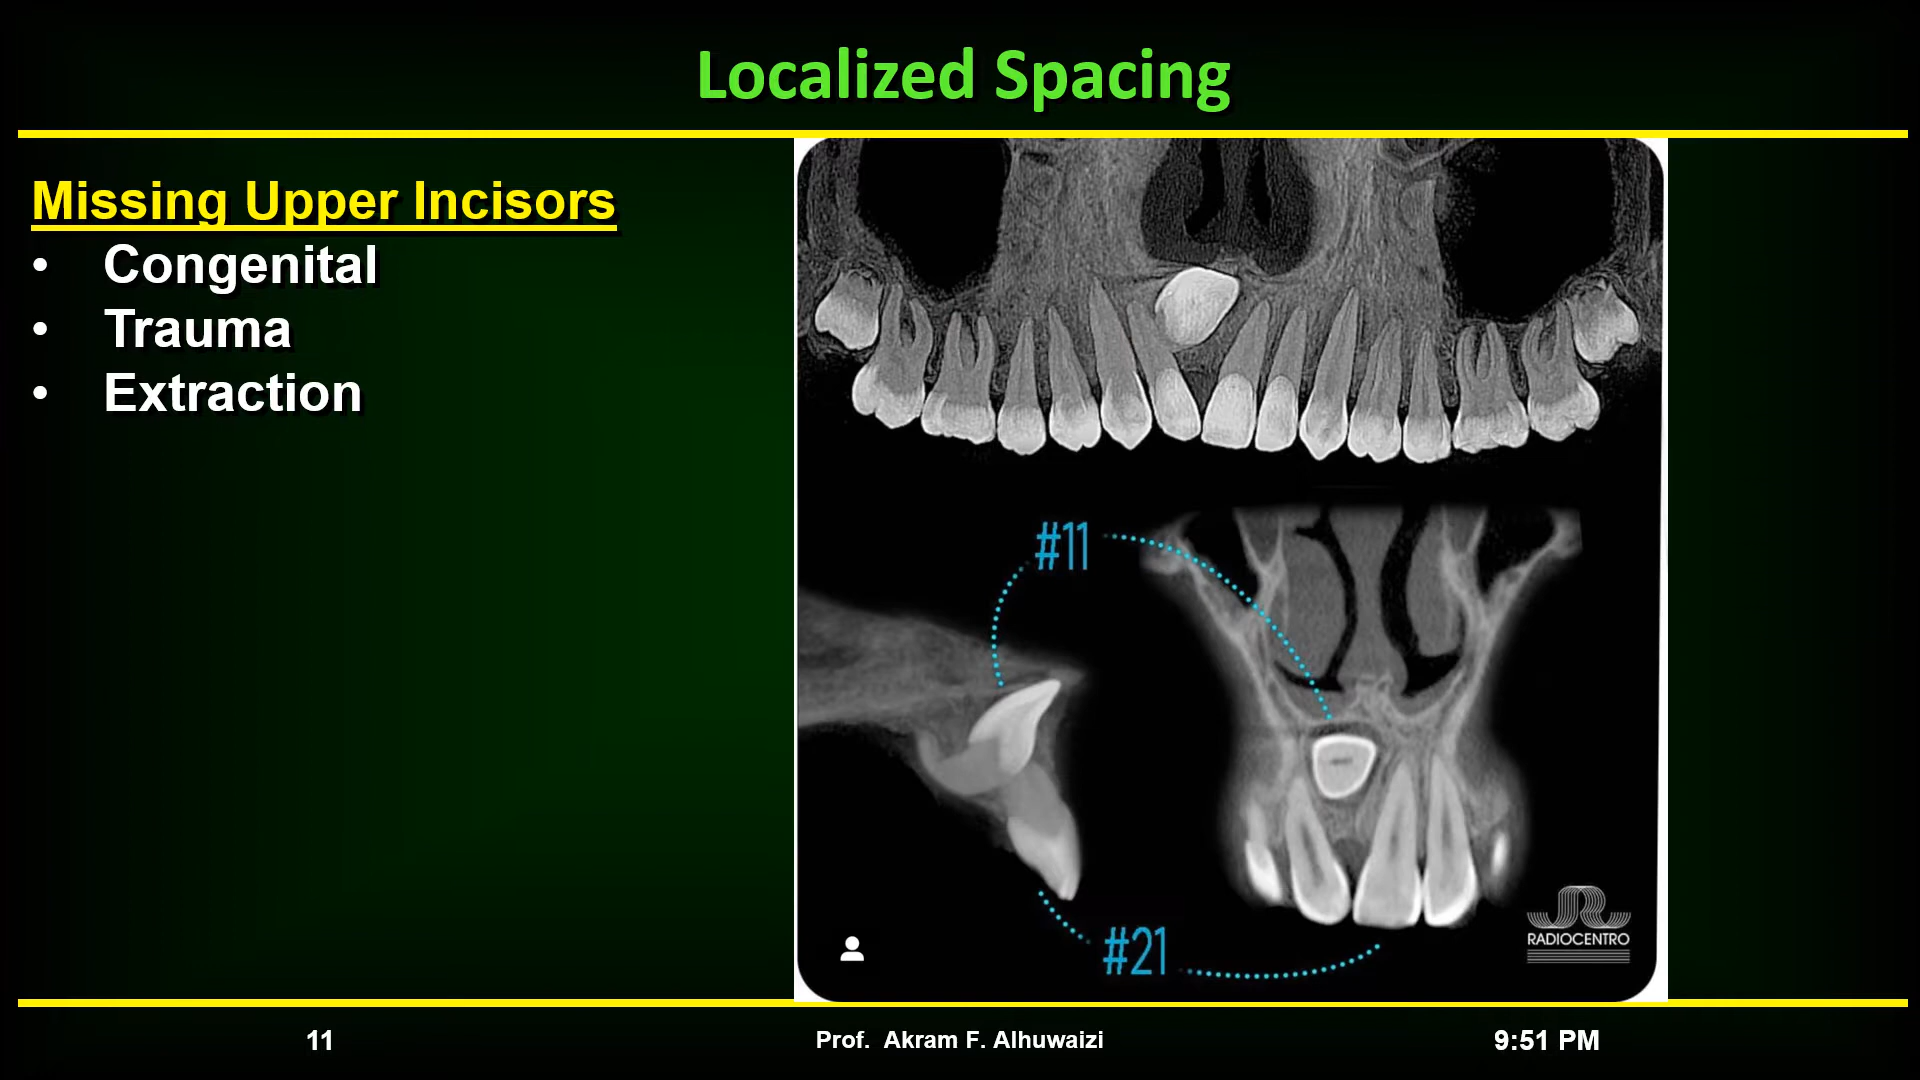 Localized Spacing
Missing Upper Incisors
• Congenital
• Trauma
• Extraction
#11
#21
RADIOCENTRO
11
Prof. Akram F. Alhuwaizi
9:51 PM